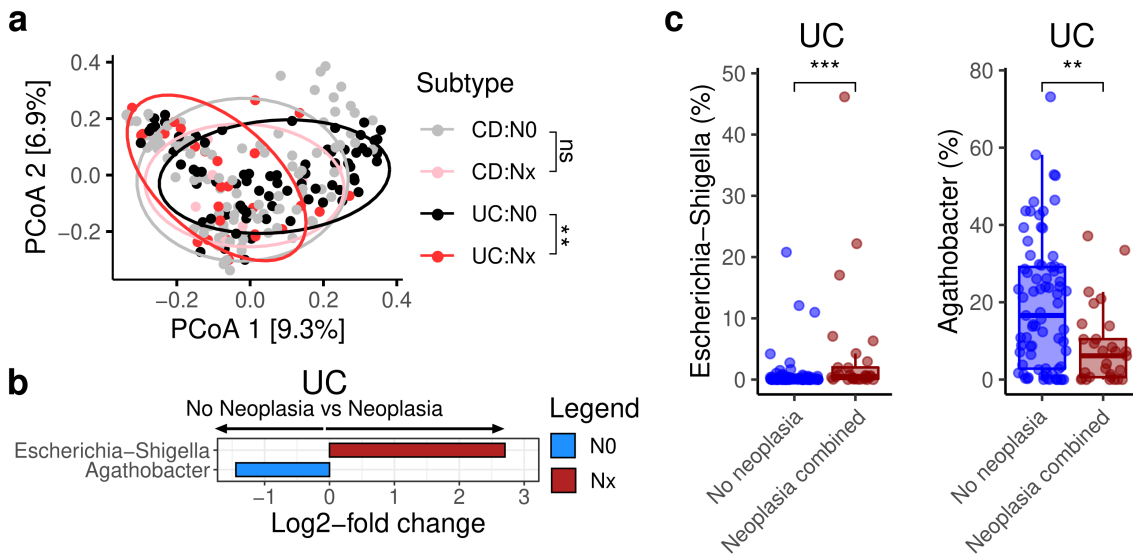 a
PCoA 2 [6.9%]
0.4
0.2
0.0
−0.2
−0.2
0.0
0.2
0.4
PCoA 1 [9.3%]
Subtype
CD:N0
CD:Nx
UC:N0
UC:Nx
ns
**
b
UC
No Neoplasia vs Neoplasia
Escherichia−Shigella
Agathobacter
−1
0
1
2
3
Log2−fold change
Legend
N0
Nx
c
UC
***
Escherichia−Shigella (%)
50
40
30
20
10
0
No neoplasia
Neoplasia combined
UC
**
Agathobacter (%)
80
60
40
20
0
No neoplasia
Neoplasia combined